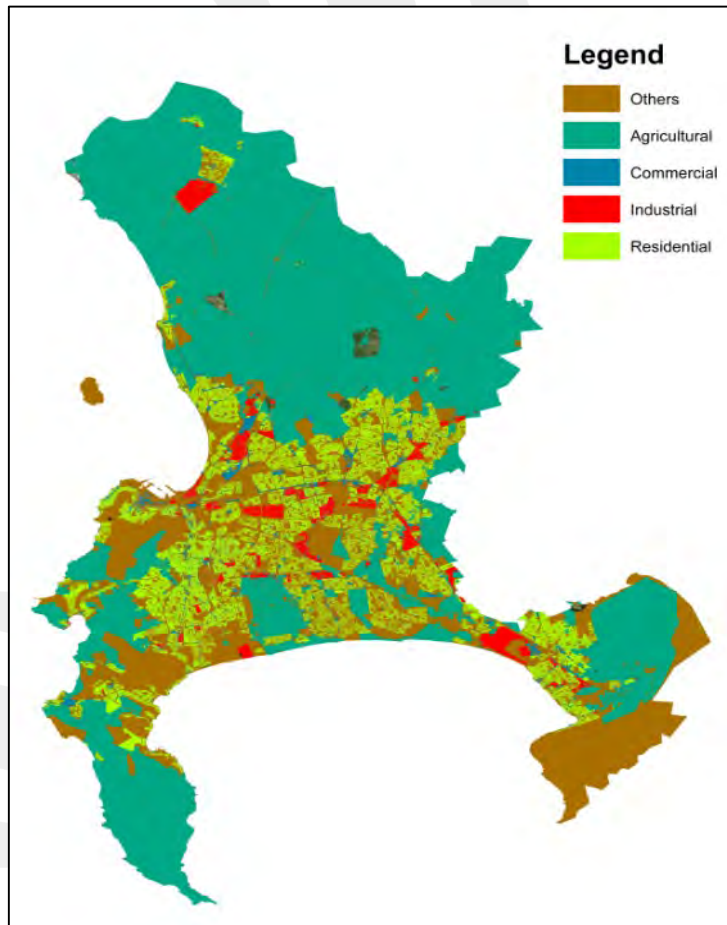 Legend
Others
Agricultural
Commercial
Industrial
Residential